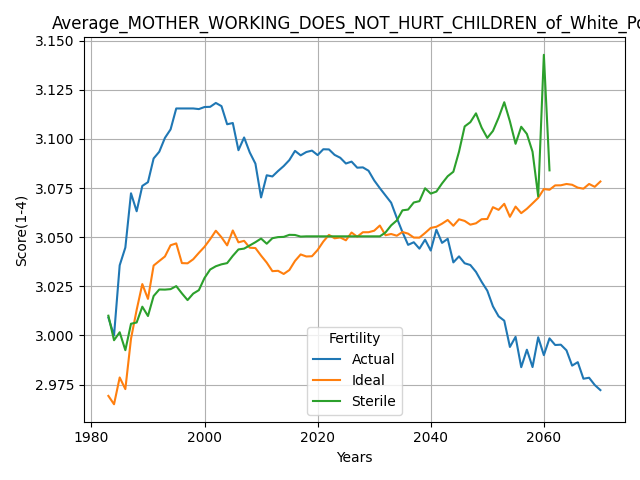 Average_MOTHER_WORKING_DOES_NOT_HURT_CHILDREN_of_White_Po
3.150
3.125
3.100
3.075
3.050
3.025
3.000
2.975
Score(1-4)
Fertility
Actual
Ideal
Sterile
1980
2000
2020
2040
2060
Years